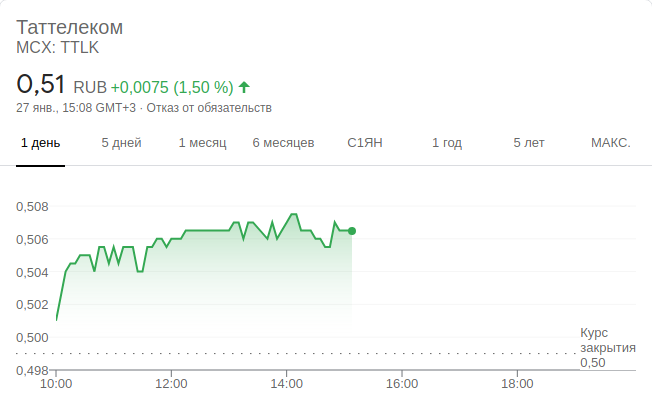 Таттелеком
MCX: TTLK
0,51 RUB +0,0075 (1,50 %)
27 янв., 15:08 GMT+3 · Отказ от обязательств
1 день 5 дней 1 месяц 6 месяцев С1ЯН 1 год 5 лет МАКС.
0,508
0,506
0,504
0,502
0,500
Курс
закрытия
0,50
0,498
10:00 12:00 14:00 16:00 18:00